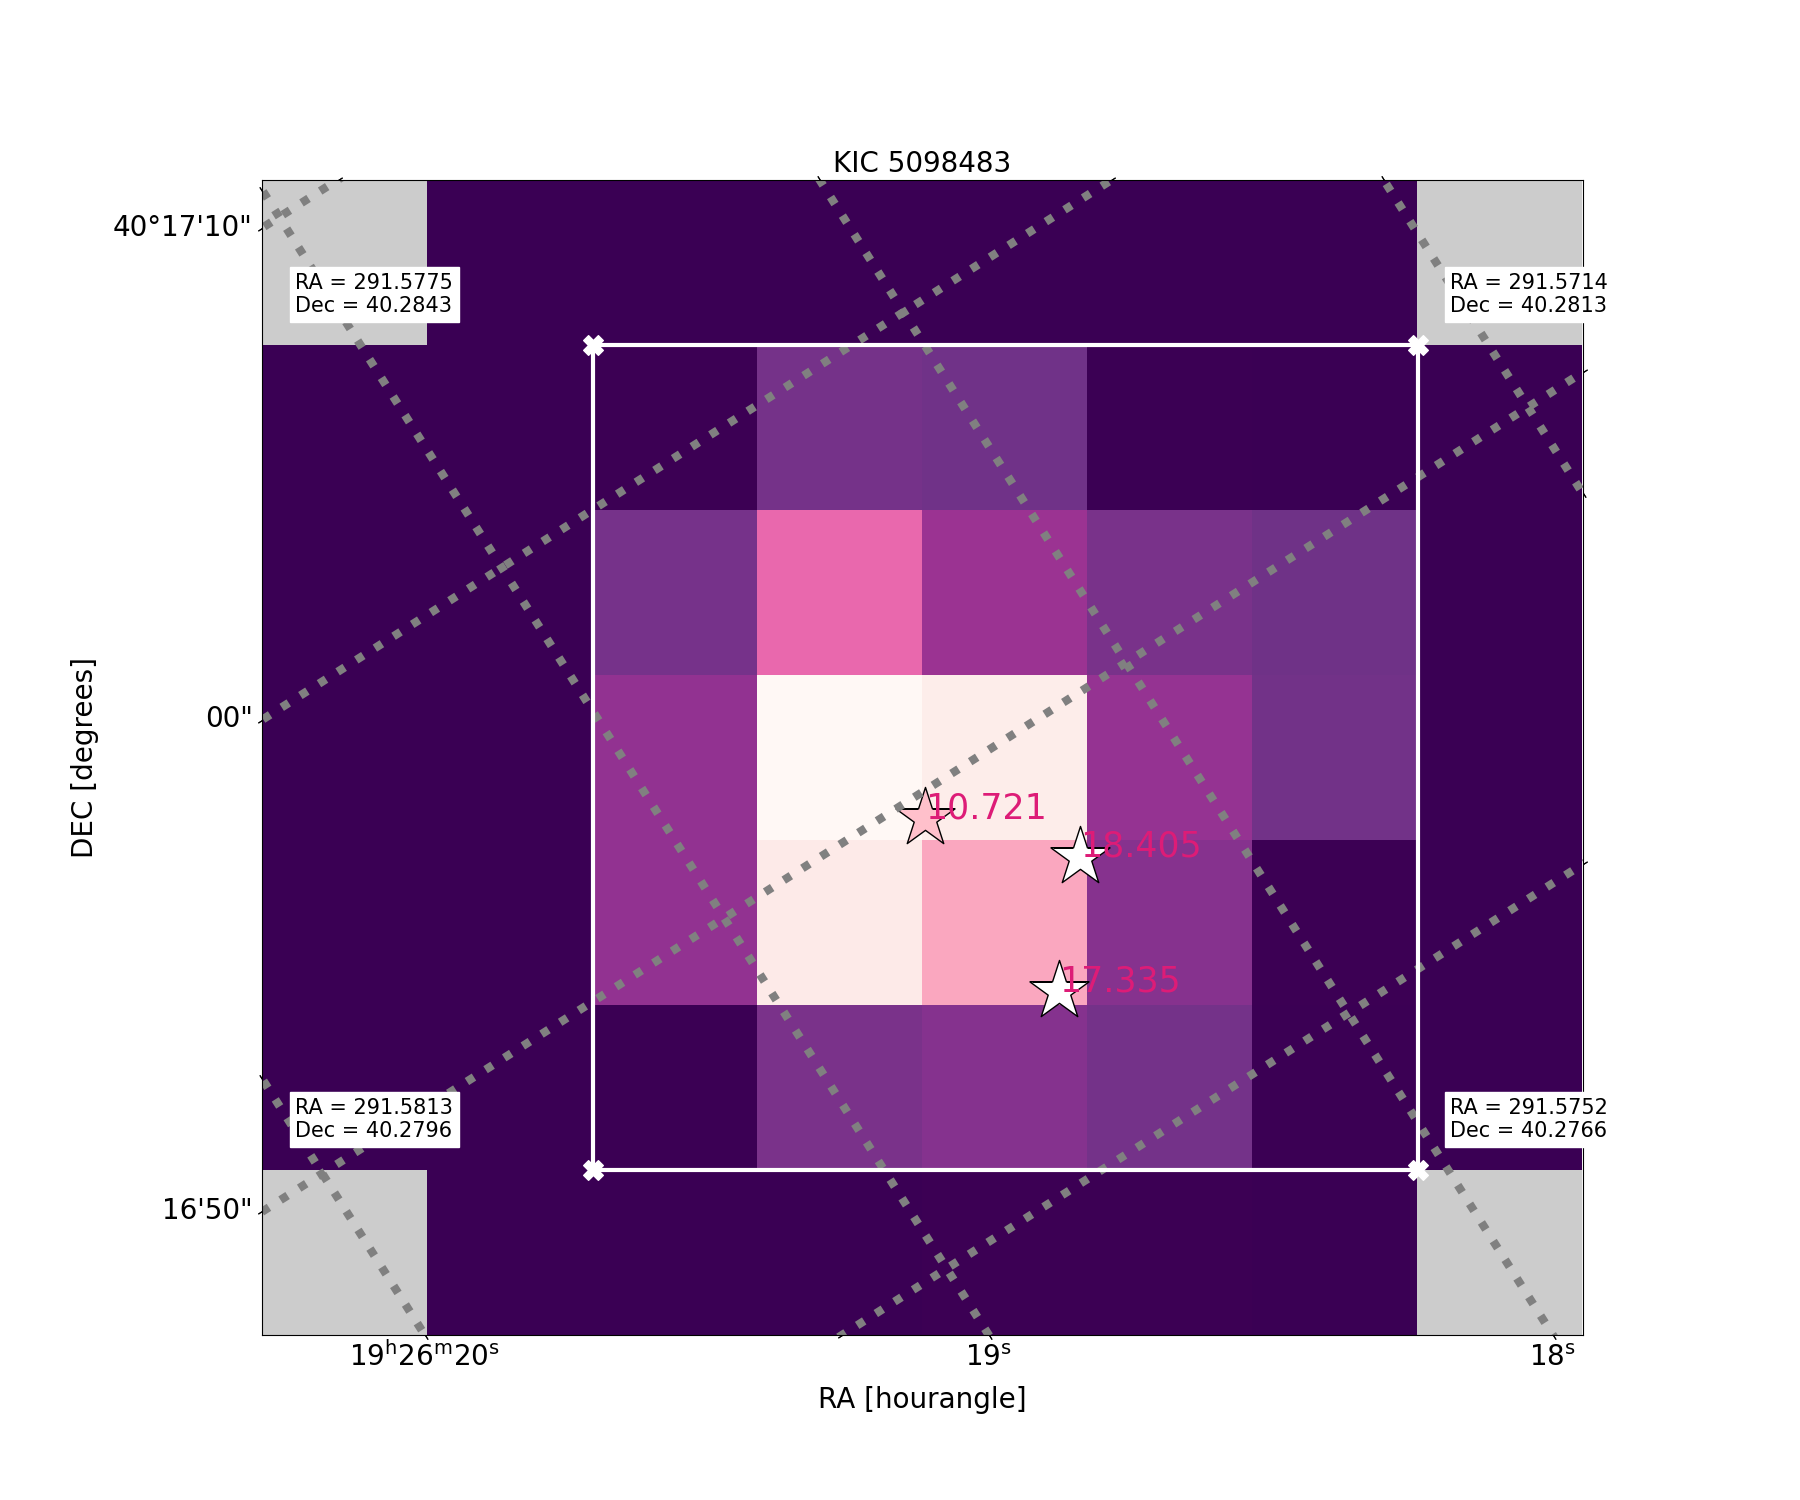 KIC 5098483
40°17'10"
RA = 291.5775
Dec = 40.2843
RA = 291.5714
Dec = 40.2813
DEC [degrees]
00"
10.721
18.405
17.335
RA = 291.5813
Dec = 40.2796
RA = 291.5752
Dec = 40.2766
16'50"
19ʰ26ᵐ20ˢ
19ˢ
18ˢ
RA [hourangle]